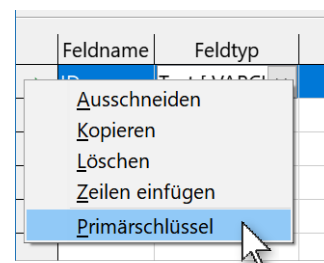 Feldname Feldtyp
Ausschneiden
Kopieren
Löschen
Zeilen einfügen
Primärschlüssel